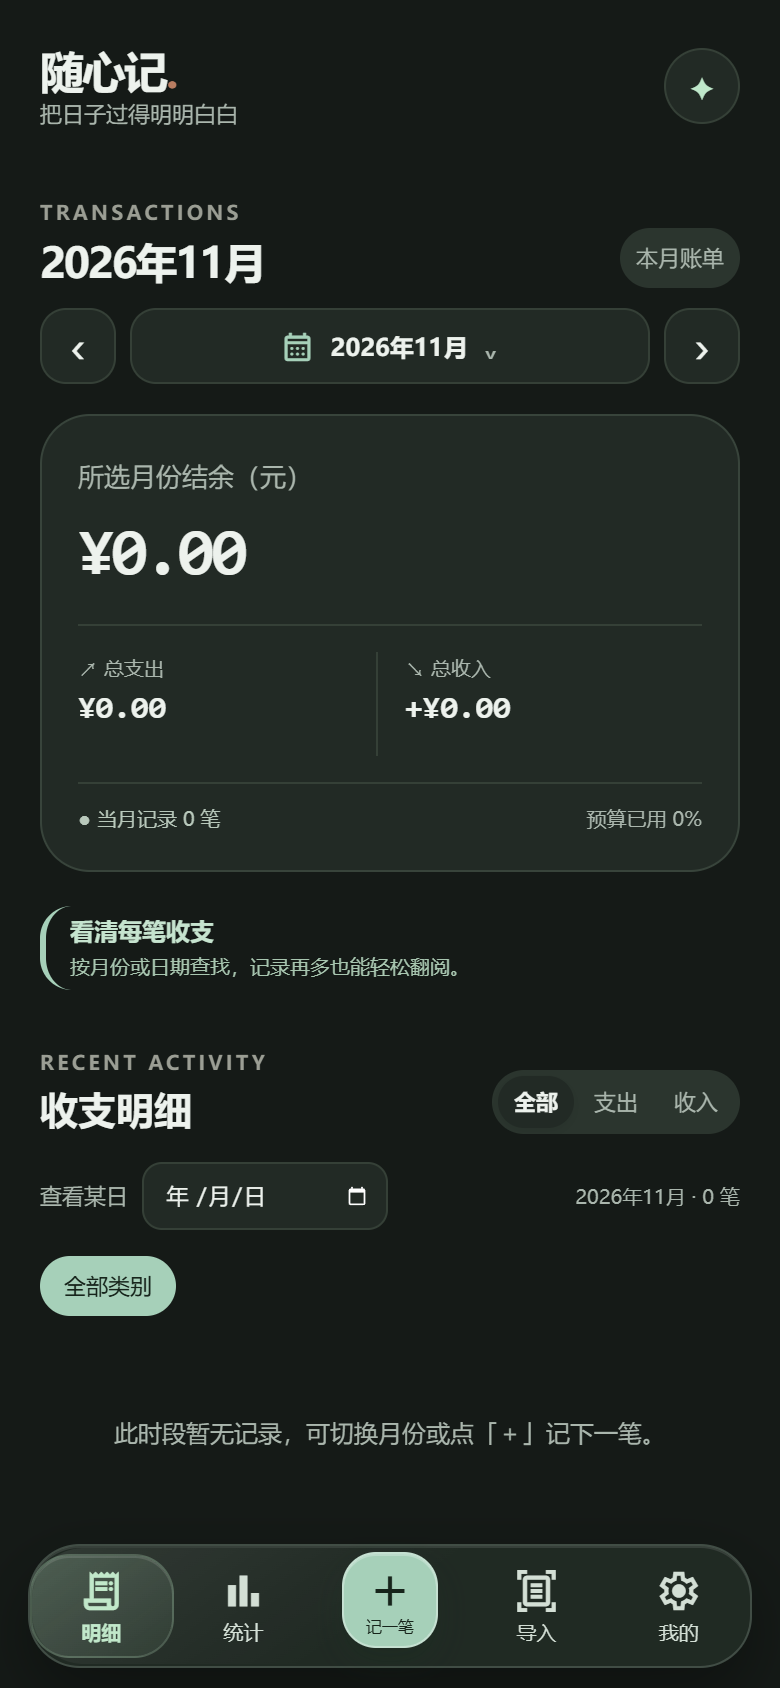 随心记.
把日子过得明明白白
TRANSACTIONS
2026年11月
本月账单
‹ 2026年11月 ⌄ ›
所选月份结余（元）
¥0.00
↗ 总支出
¥0.00
↘ 总收入
+¥0.00
● 当月记录 0 笔
预算已用 0%
看清每笔收支
按月份或日期查找，记录再多也能轻松翻阅。
RECENT ACTIVITY
收支明细
全部 支出 收入
查看某日 年 /月/日
2026年11月 · 0 笔
全部类别
此时段暂无记录，可切换月份或点「＋」记下一笔。
明细 统计 记一笔 导入 我的